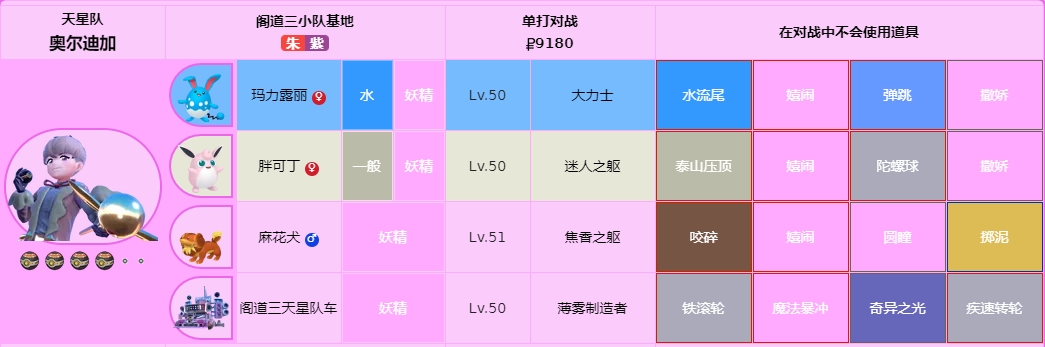 天星队
奥尔迪加
阁道三小队基地
朱 紫
单打对战
₽9180
在对战中不会使用道具
玛力露丽 ♀ 水 妖精 Lv.50 大力士 水流尾 嬉闹 弹跳 撒娇
胖可丁 ♀ 一般 妖精 Lv.50 迷人之躯 泰山压顶 嬉闹 陀螺球 撒娇
麻花犬 ♂ 妖精 Lv.51 焦香之躯 咬碎 嬉闹 圆瞳 掷泥
阁道三天星队车 妖精 Lv.50 薄雾制造者 铁滚轮 魔法暴冲 奇异之光 疾速转轮